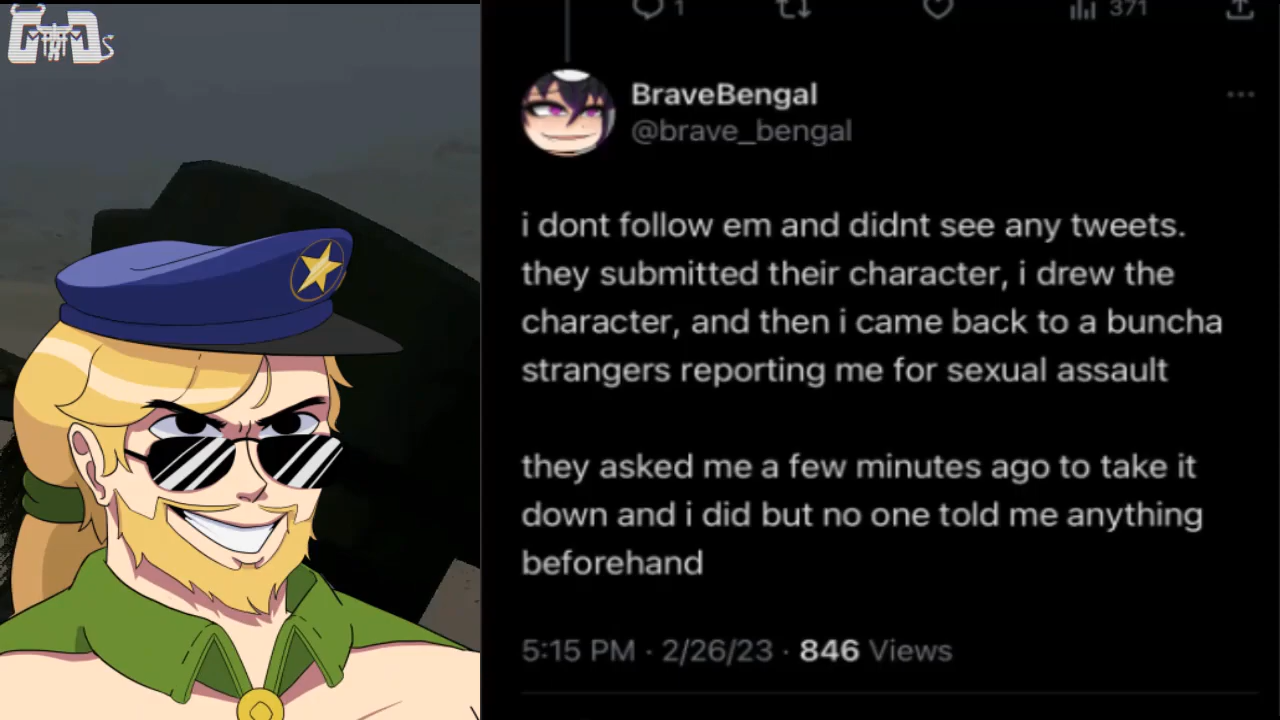 1
371
BraveBengal
@brave_bengal
i dont follow em and didnt see any tweets.
they submitted their character, i drew the
character, and then i came back to a buncha
strangers reporting me for sexual assault
they asked me a few minutes ago to take it
down and i did but no one told me anything
beforehand
5:15 PM · 2/26/23 · 846 Views